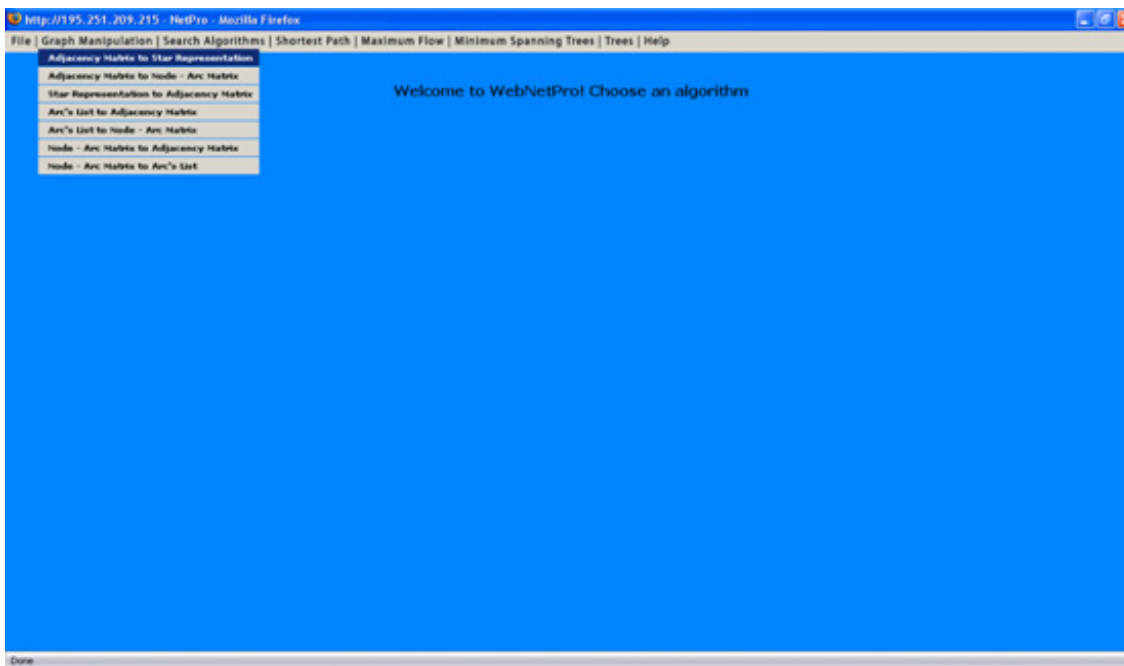 http://195.251.209.215 - NetPro - Mozilla Firefox
File | Graph Manipulation | Search Algorithms | Shortest Path | Maximum Flow | Minimum Spanning Trees | Trees | Help
Adjacency Matrix to Star Representation
Adjacency Matrix to Node - Arc Matrix
Star Representation to Adjacency Matrix
Arc's List to Adjacency Matrix
Arc's List to Node - Arc Matrix
Node - Arc Matrix to Adjacency Matrix
Node - Arc Matrix to Arc's List
Welcome to WebNetPro! Choose an algorithm
Done